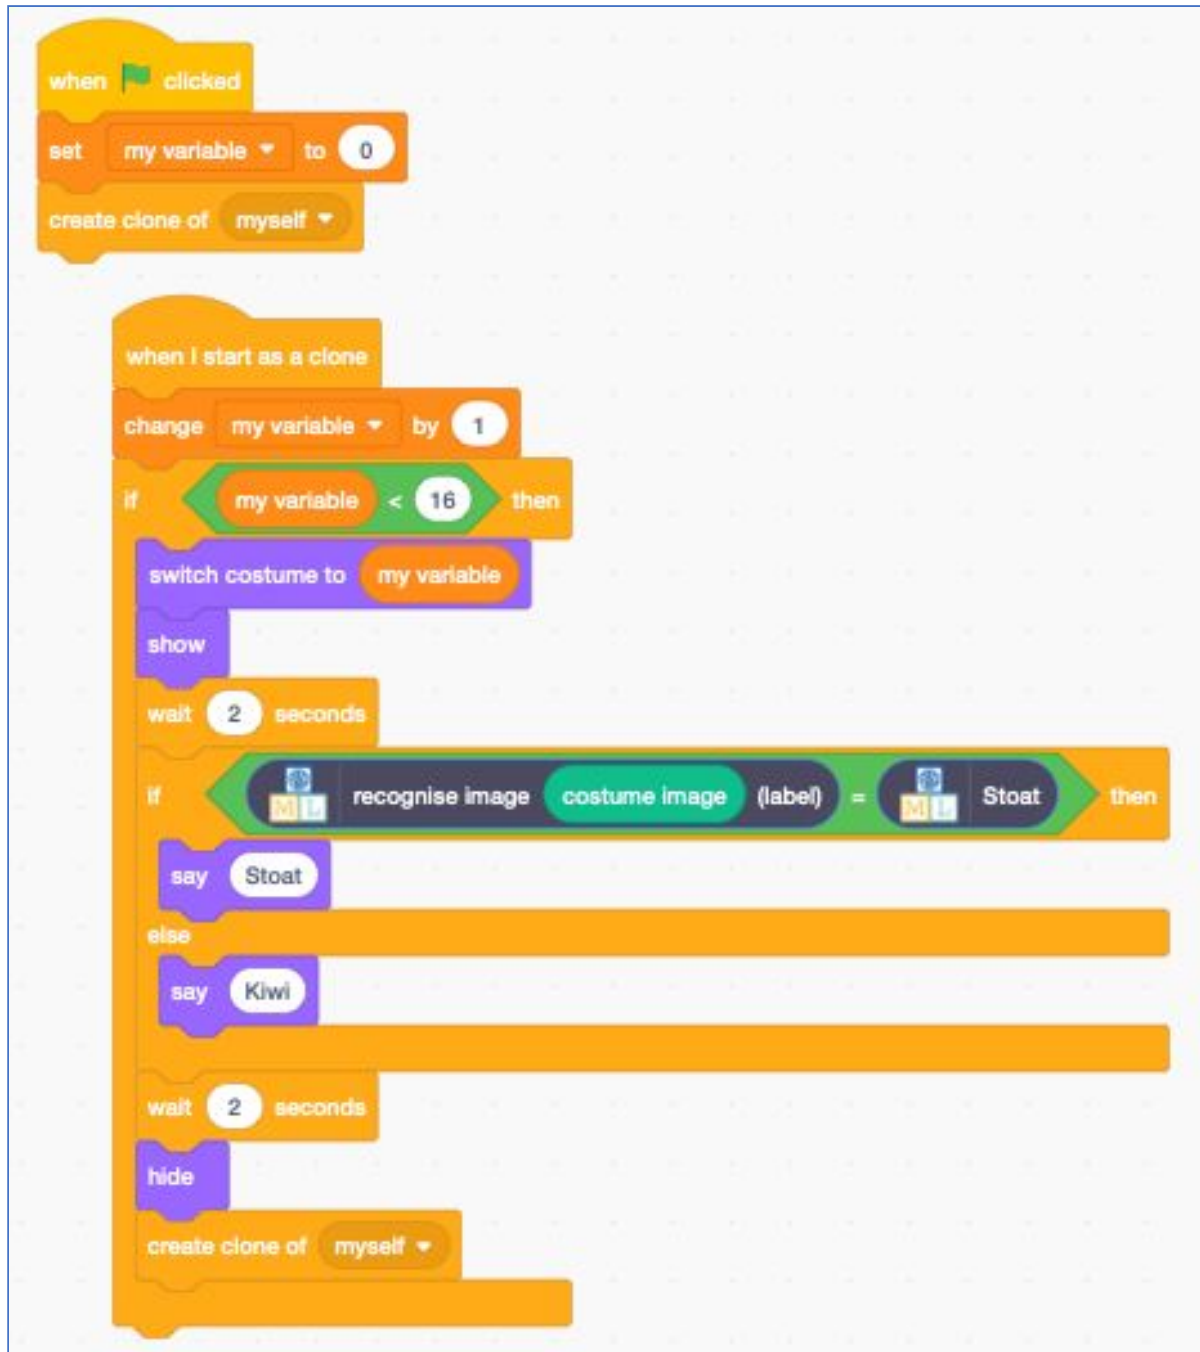 when clicked
set my variable to 0
create clone of myself
when I start as a clone
change my variable by 1
if my variable < 16 then
switch costume to my variable
show
wait 2 seconds
if ML recognise image costume image (label) = ML Stoat then
say Stoat
else
say Kiwi
wait 2 seconds
hide
create clone of myself